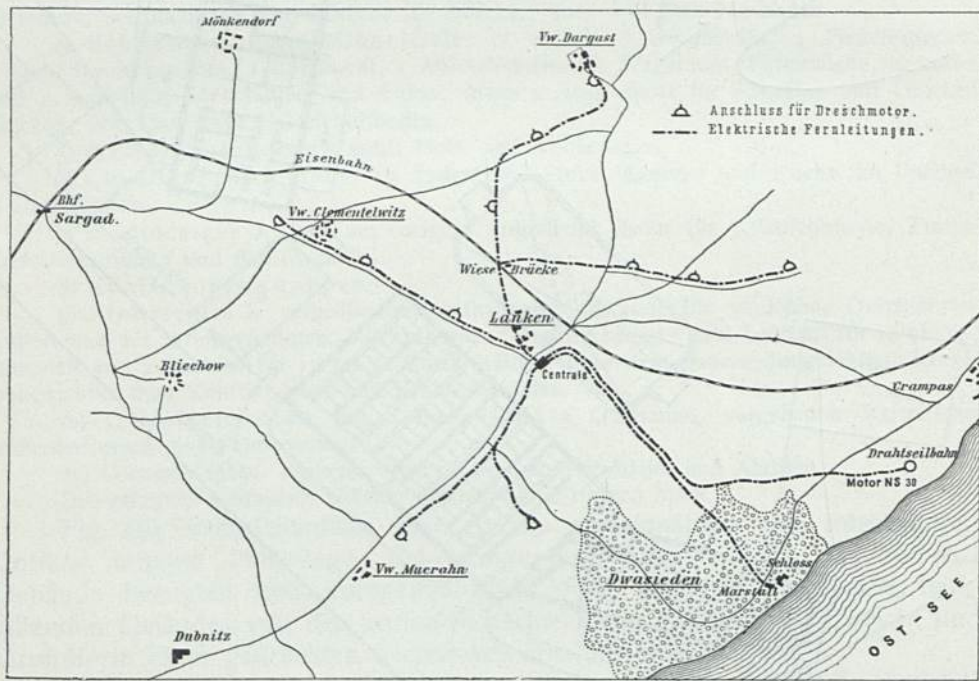 Mönkendorf
Vw. Dargast
Anschluss für Dreschmotor.
Elektrische Fernleitungen.
Eisenbahn
Bhf.
Sargad.
Vw. Clementelwitz
Wiese Brücke
Lanken
Centrale
Bliechow
Crampas
Drahtseilbahn
Motor NS 30
Dwasieden
Schloss
Marstall
Vw. Mucrahn
Dubnitz
OST-SEE